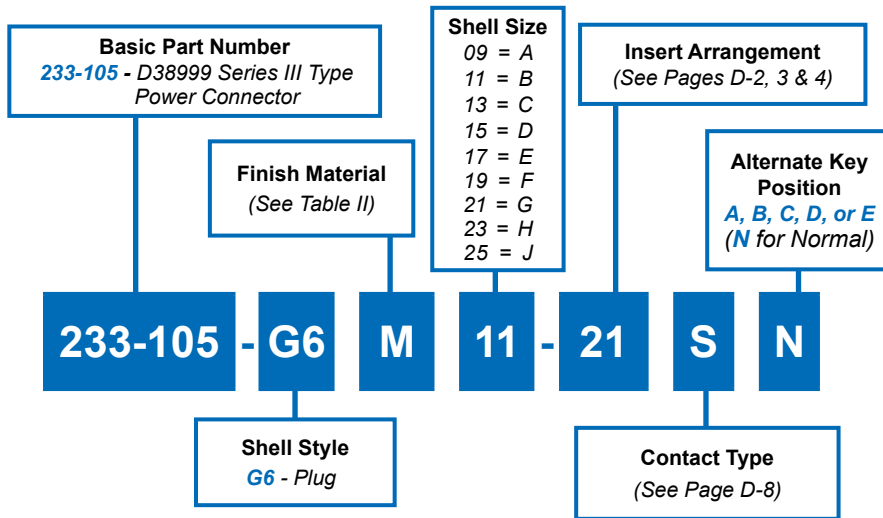 Basic Part Number
233-105 - D38999 Series III Type
Power Connector
Finish Material
(See Table II)
Shell Size
09 = A
11 = B
13 = C
15 = D
17 = E
19 = F
21 = G
23 = H
25 = J
Insert Arrangement
(See Pages D-2, 3 & 4)
Alternate Key
Position
A, B, C, D, or E
(N for Normal)
233-105 - G6 M 11 - 21 S N
Shell Style
G6 - Plug
Contact Type
(See Page D-8)